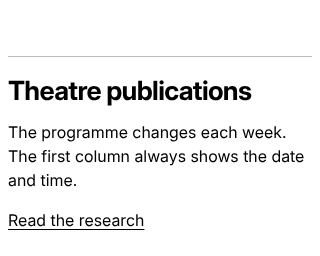 Theatre publications
The programme changes each week.
The first column always shows the date
and time.
Read the research